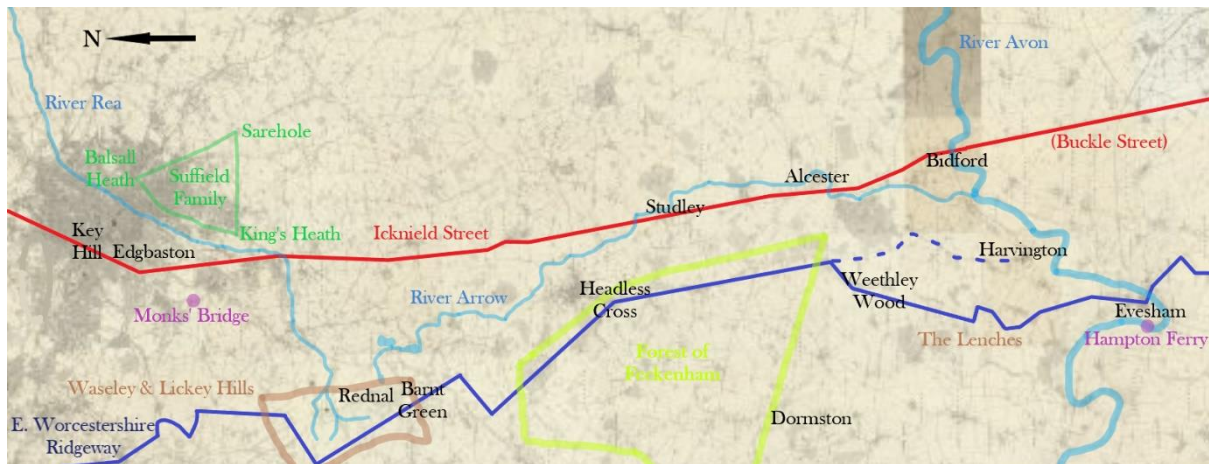 N
River Avon
River Rea
Sarehole
Balsall
Heath
Suffield
Family
(Buckle Street)
Bidford
Alcester
Studley
Key
Hill
Edgbaston
King's Heath
Icknield Street
Harvington
Headless
Cross
Weethley
Wood
River Arrow
Monks' Bridge
Evesham
The Lenches
Hampton Ferry
Forest of
Feckenham
Waseley & Lickey Hills
Rednal
Barnt
Green
Dormston
E. Worcestershire
Ridgeway